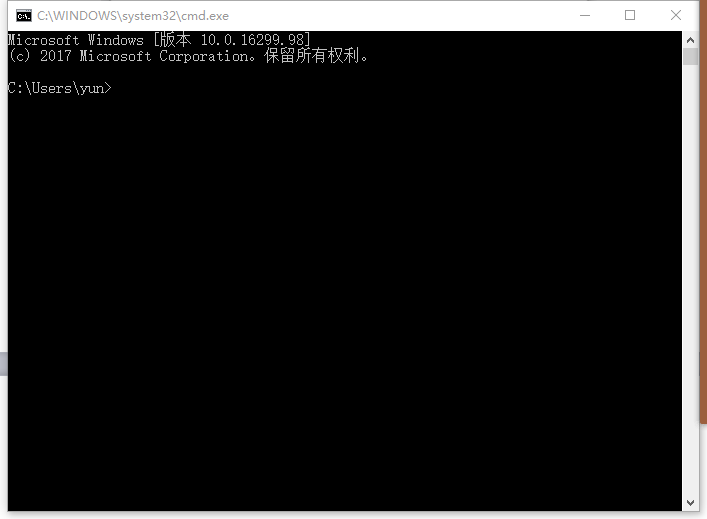 C:\WINDOWS\system32\cmd.exe
Microsoft Windows [版本 10.0.16299.98]
(c) 2017 Microsoft Corporation。保留所有权利。
C:\Users\yun>